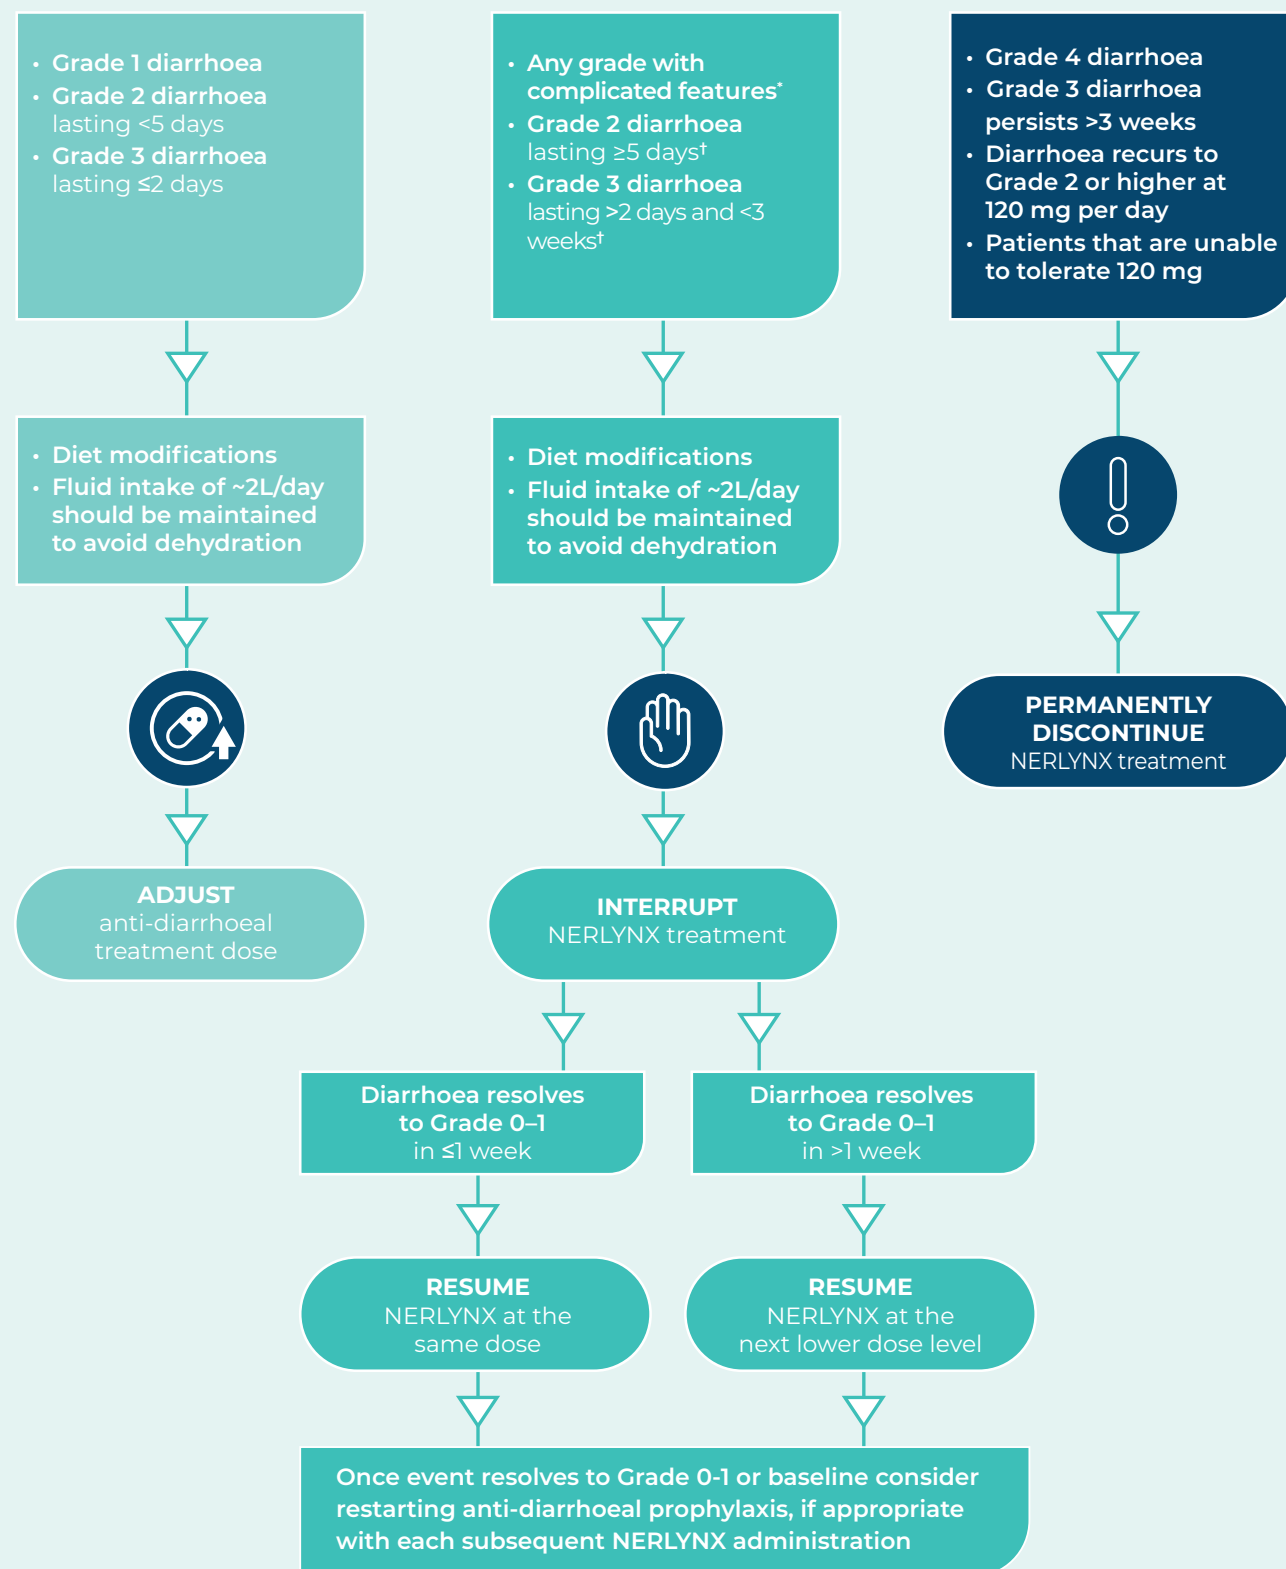 • Grade 1 diarrhoea
• Grade 2 diarrhoea
lasting <5 days
• Grade 3 diarrhoea
lasting ≤2 days
• Any grade with
complicated features*
• Grade 2 diarrhoea
lasting ≥5 days†
• Grade 3 diarrhoea
lasting >2 days and <3
weeks†
• Grade 4 diarrhoea
• Grade 3 diarrhoea
persists >3 weeks
• Diarrhoea recurs to
Grade 2 or higher at
120 mg per day
• Patients that are unable
to tolerate 120 mg
• Diet modifications
• Fluid intake of ~2L/day
should be maintained
to avoid dehydration
• Diet modifications
• Fluid intake of ~2L/day
should be maintained
to avoid dehydration
PERMANENTLY
DISCONTINUE
NERLYNX treatment
ADJUST
anti-diarrhoeal
treatment dose
INTERRUPT
NERLYNX treatment
Diarrhoea resolves
to Grade 0–1
in ≤1 week
Diarrhoea resolves
to Grade 0–1
in >1 week
RESUME
NERLYNX at the
same dose
RESUME
NERLYNX at the
next lower dose level
Once event resolves to Grade 0-1 or baseline consider
restarting anti-diarrhoeal prophylaxis, if appropriate
with each subsequent NERLYNX administration